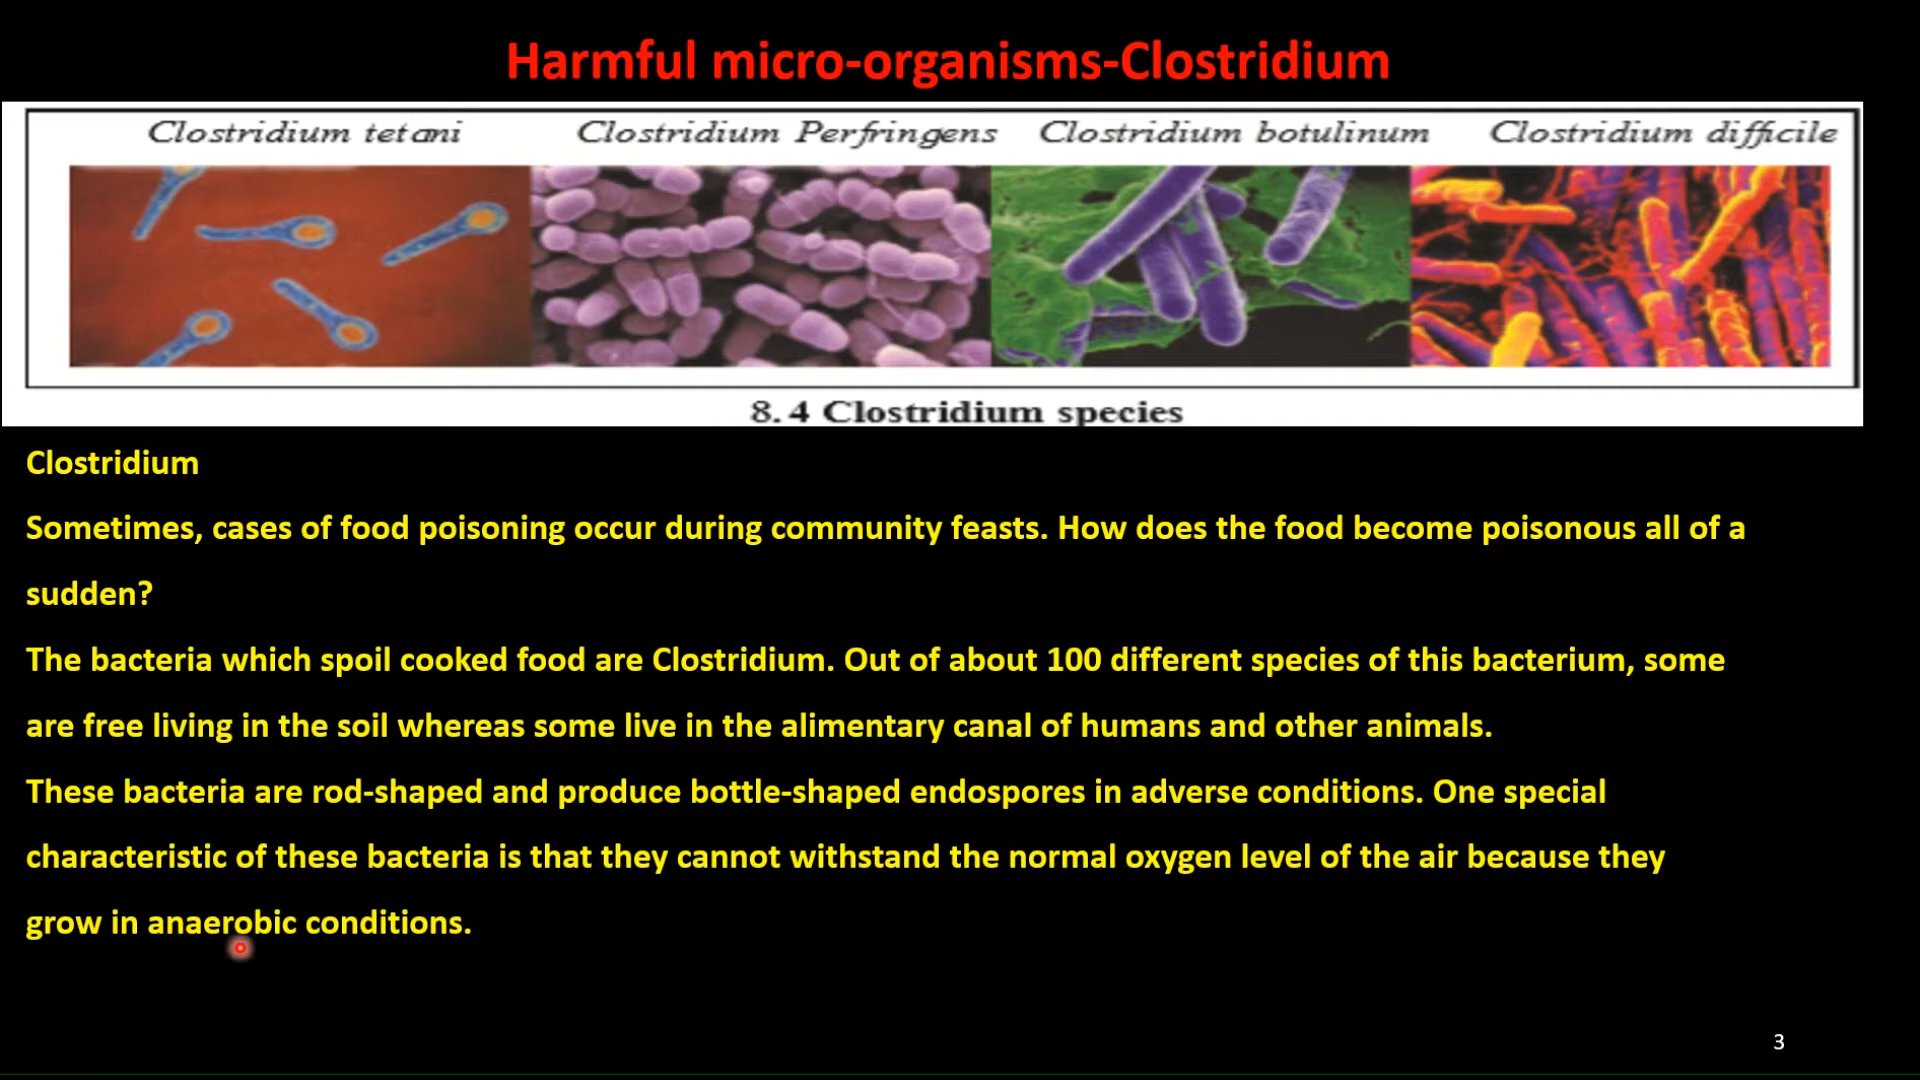 Harmful micro-organisms-Clostridium
Clostridium tetani Clostridium Perfringens Clostridium botulinum Clostridium difficile
8.4 Clostridium species
Clostridium
Sometimes, cases of food poisoning occur during community feasts. How does the food become poisonous all of a
sudden?
The bacteria which spoil cooked food are Clostridium. Out of about 100 different species of this bacterium, some
are free living in the soil whereas some live in the alimentary canal of humans and other animals.
These bacteria are rod-shaped and produce bottle-shaped endospores in adverse conditions. One special
characteristic of these bacteria is that they cannot withstand the normal oxygen level of the air because they
grow in anaerobic conditions.
3